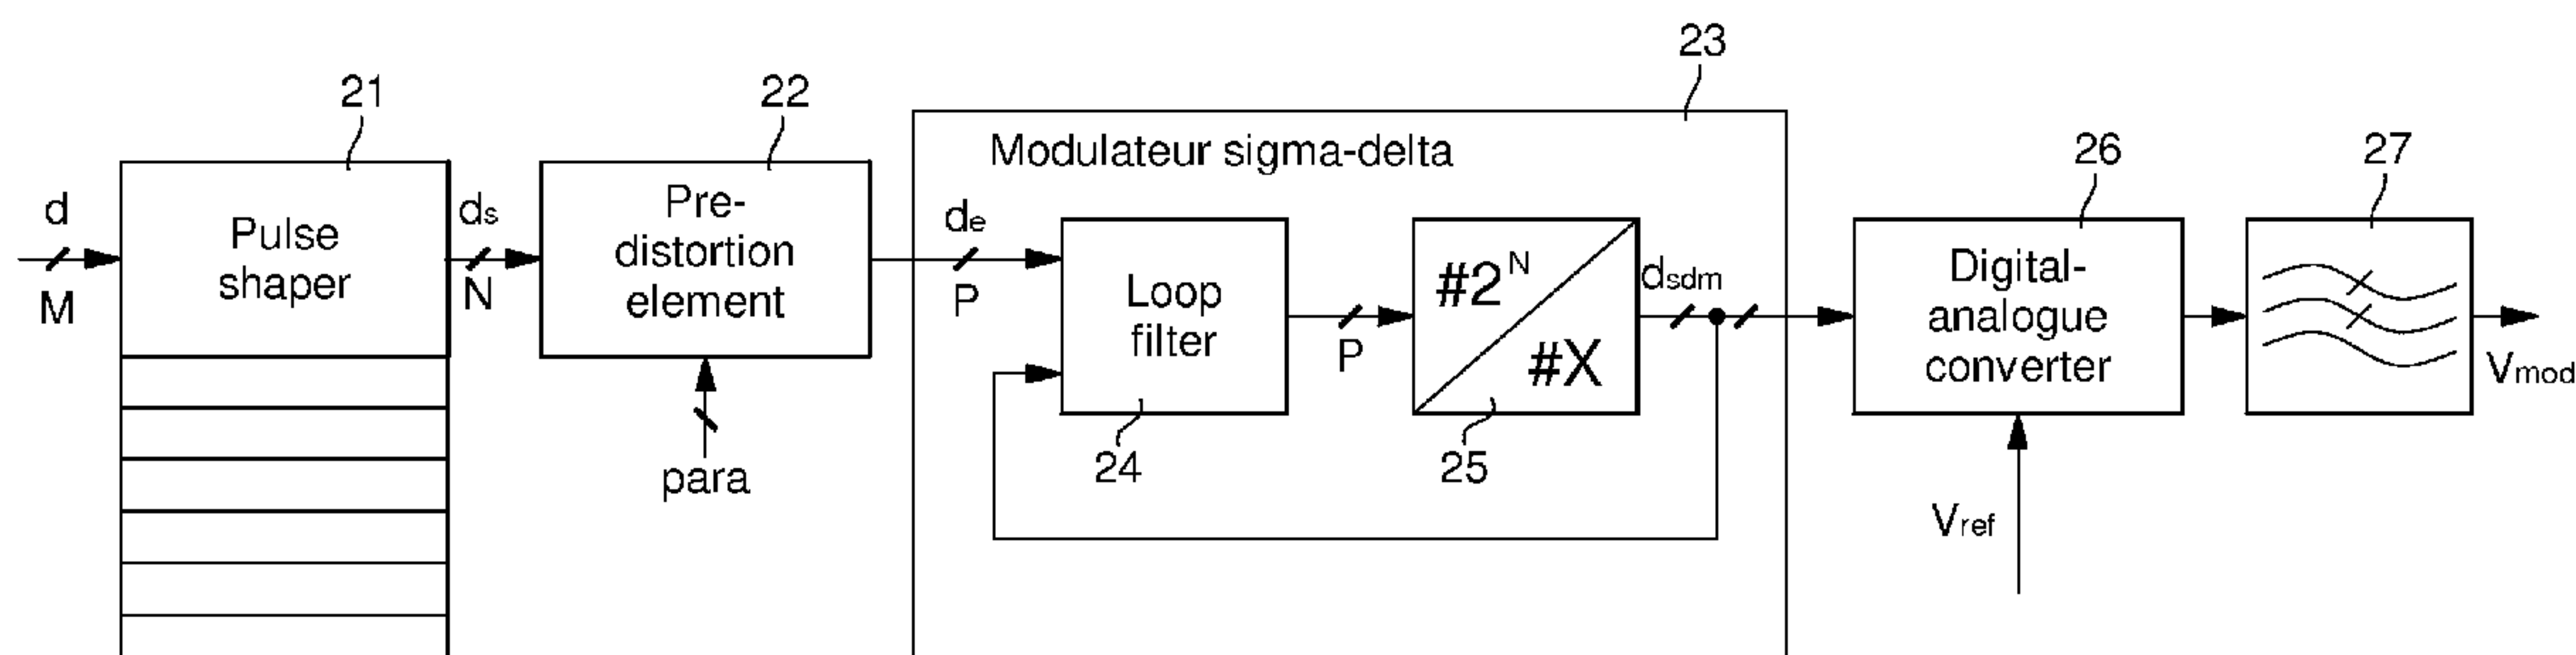 23
21
22
26
27
Modulateur sigma-delta
d
M
Pulse
shaper
ds
N
Pre-
distortion
element
para
de
P
Loop
filter
24
P
#2^N
#X
25
dsdm
Digital-
analogue
converter
Vref
Vmod